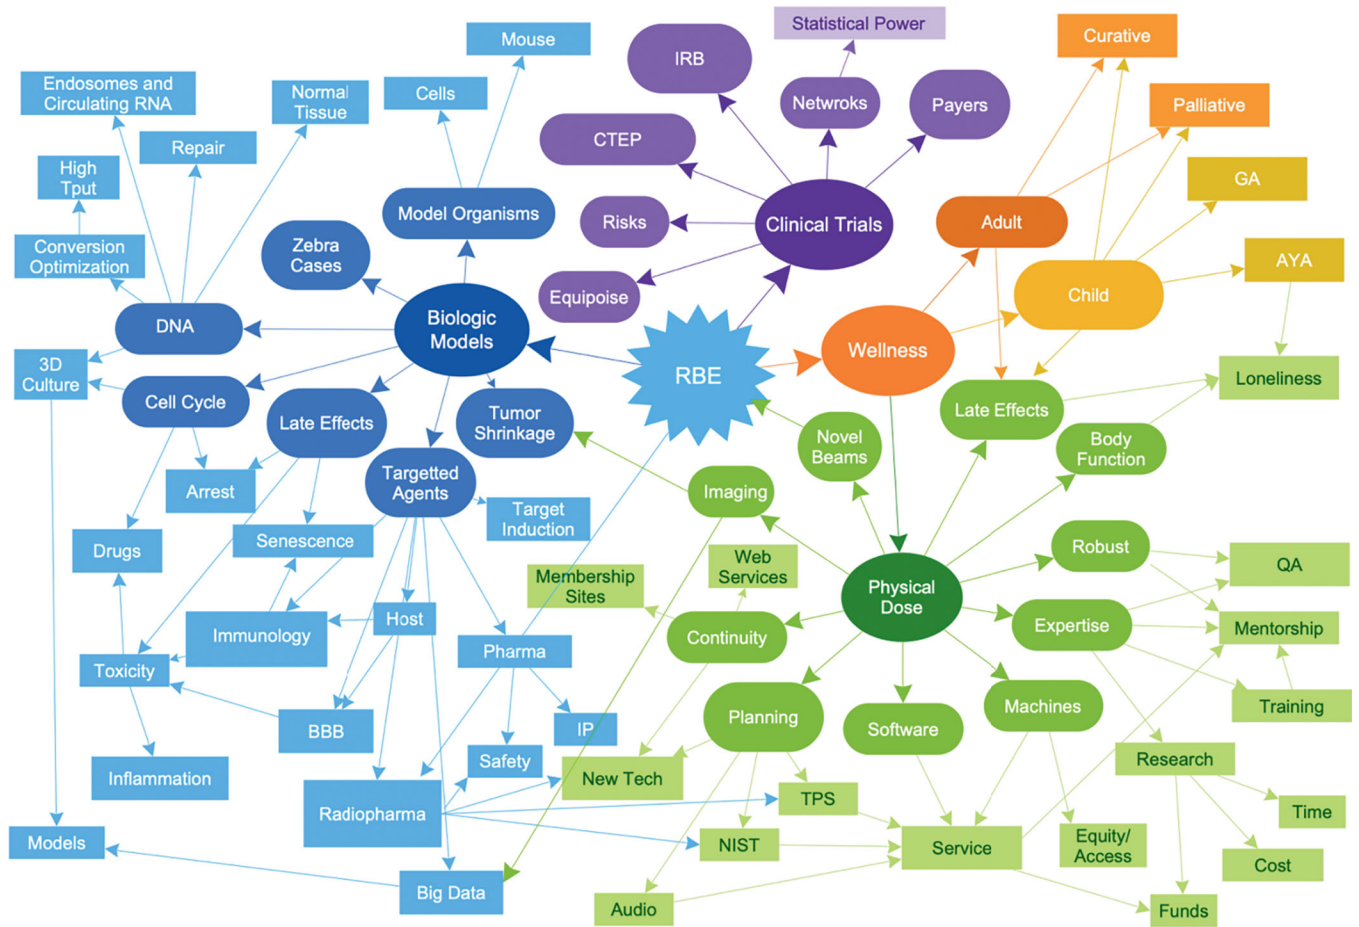 Mouse
Statistical Power
Curative
Endosomes and
Circulating RNA
Normal
Tissue
Cells
IRB
Netwroks
Payers
Palliative
Repair
CTEP
High
Tput
GA
Model Organisms
Risks
Clinical Trials
Adult
Conversion
Optimization
Zebra
Cases
AYA
Equipoise
Child
DNA
Biologic
Models
Wellness
3D
Culture
RBE
Loneliness
Cell Cycle
Late Effects
Tumor
Shrinkage
Late Effects
Novel
Beams
Body
Function
Targetted
Agents
Imaging
Arrest
Target
Induction
Drugs
Senescence
Robust
QA
Web
Services
Membership
Sites
Physical
Dose
Host
Immunology
Continuity
Expertise
Mentorship
Pharma
Toxicity
Machines
Training
Planning
Software
BBB
IP
Safety
Research
Inflammation
New Tech
TPS
Time
Radiopharma
Models
NIST
Service
Equity/
Access
Cost
Big Data
Audio
Funds